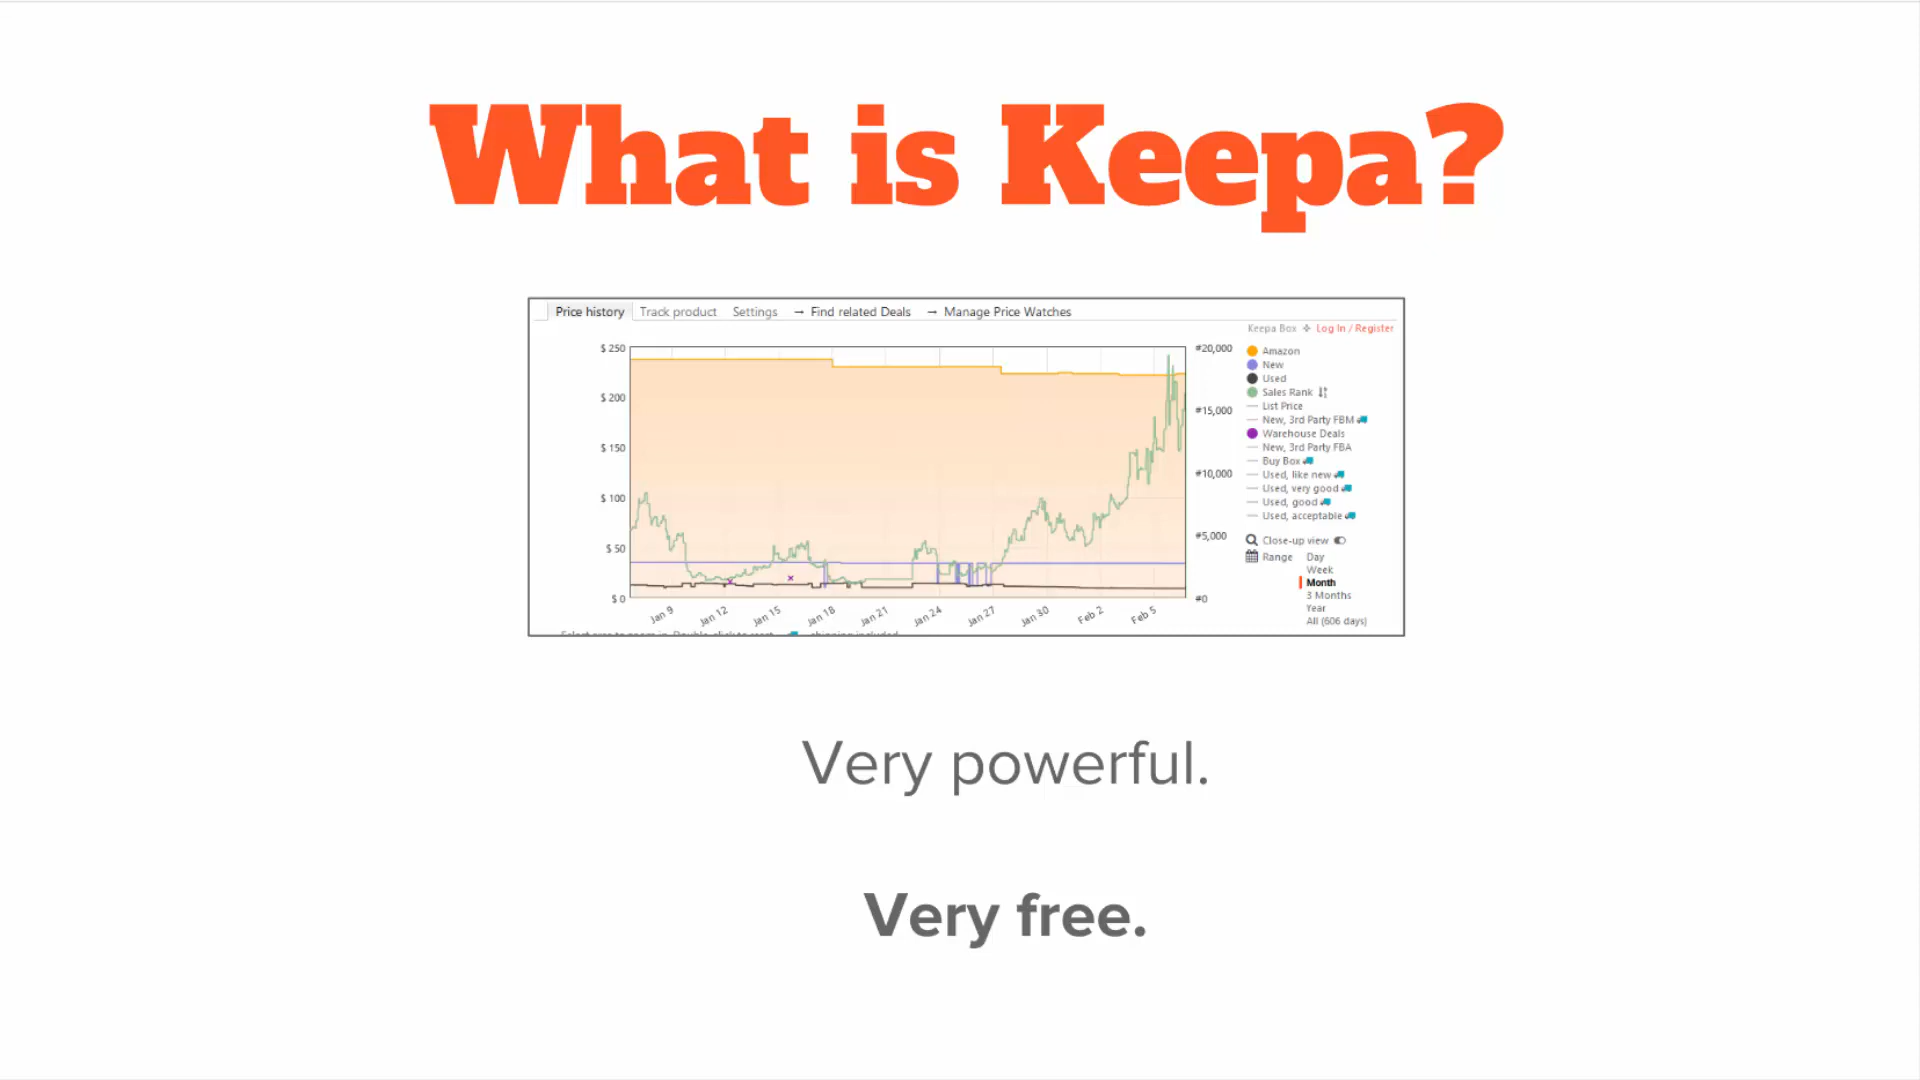 What is Keepa?
Price history Track product Settings → Find related Deals → Manage Price Watches
Keepa Box Log In / Register
$ 250
$ 200
$ 150
$ 100
$ 50
$ 0
#20,000
#15,000
#10,000
#5,000
#0
Jan 9 Jan 12 Jan 15 Jan 18 Jan 21 Jan 24 Jan 27 Jan 30 Feb 2 Feb 5
Amazon
New
Used
Sales Rank
List Price
New, 3rd Party FBM
Warehouse Deals
New, 3rd Party FBA
Buy Box
Used, like new
Used, very good
Used, good
Used, acceptable
Close-up view
Range Day
Week
Month
3 Months
Year
All (606 days)
Very powerful.
Very free.